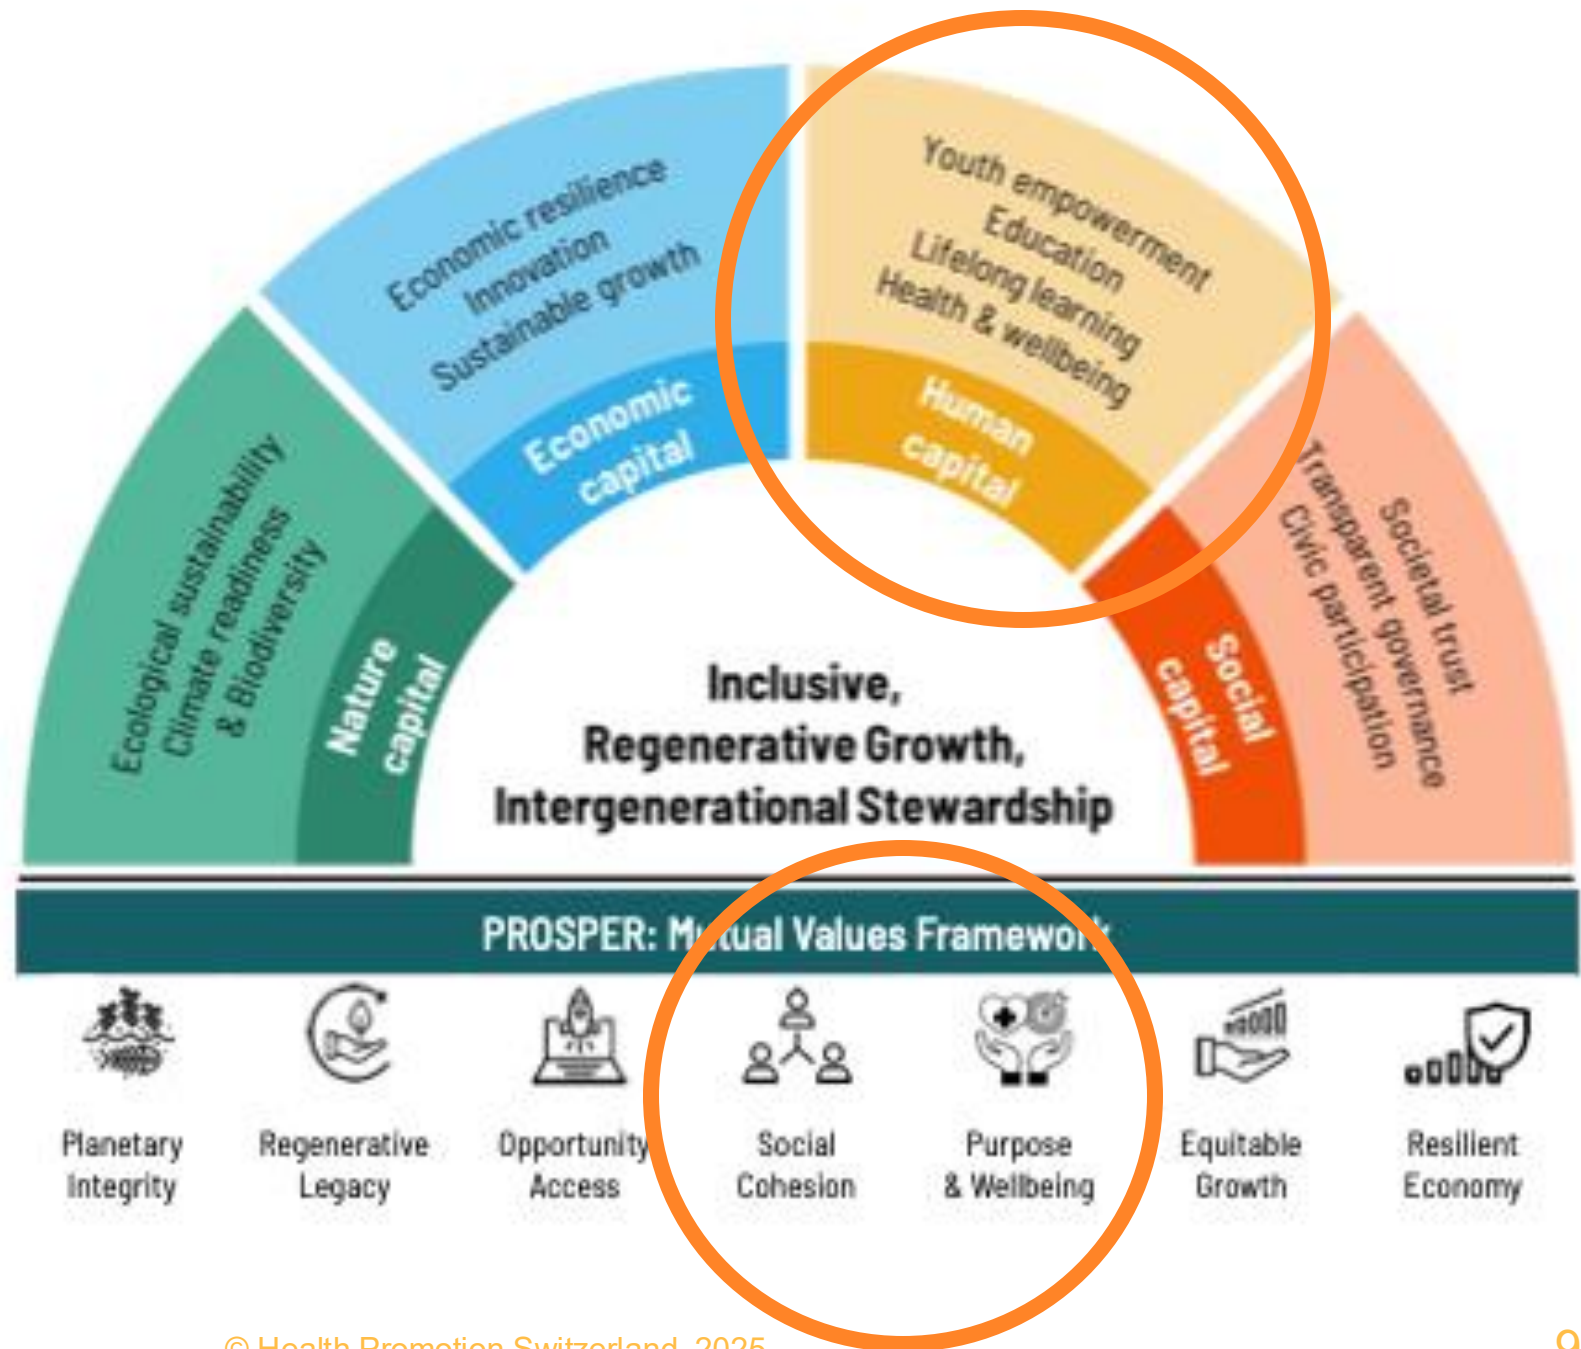 Economic resilience
Innovation
Sustainable growth
Economic
capital
Youth empowerment
Education
Lifelong learning
Health & wellbeing
Human
capital
Ecological sustainability
Climate readiness
& Biodiversity
Nature
capital
Societal trust
Transparent governance
Civic participation
Social
capital
Inclusive,
Regenerative Growth,
Intergenerational Stewardship
PROSPER: Mutual Values Framework
Planetary
Integrity
Regenerative
Legacy
Opportunity
Access
Social
Cohesion
Purpose
& Wellbeing
Equitable
Growth
Resilient
Economy
© Health Promotion Switzerland, 2025
9